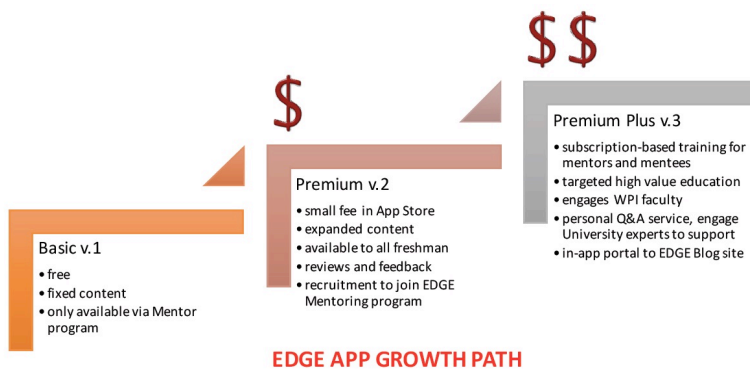 $
$ $
Basic v.1
• free
• fixed content
• only available via Mentor
program
Premium v.2
• small fee in App Store
• expanded content
• available to all freshman
• reviews and feedback
• recruitment to join EDGE
Mentoring program
Premium Plus v.3
• subscription-based training for
mentors and mentees
• targeted high value education
• engages WPI faculty
• personal Q&A service, engage
University experts to support
• in-app portal to EDGE Blog site
EDGE APP GROWTH PATH